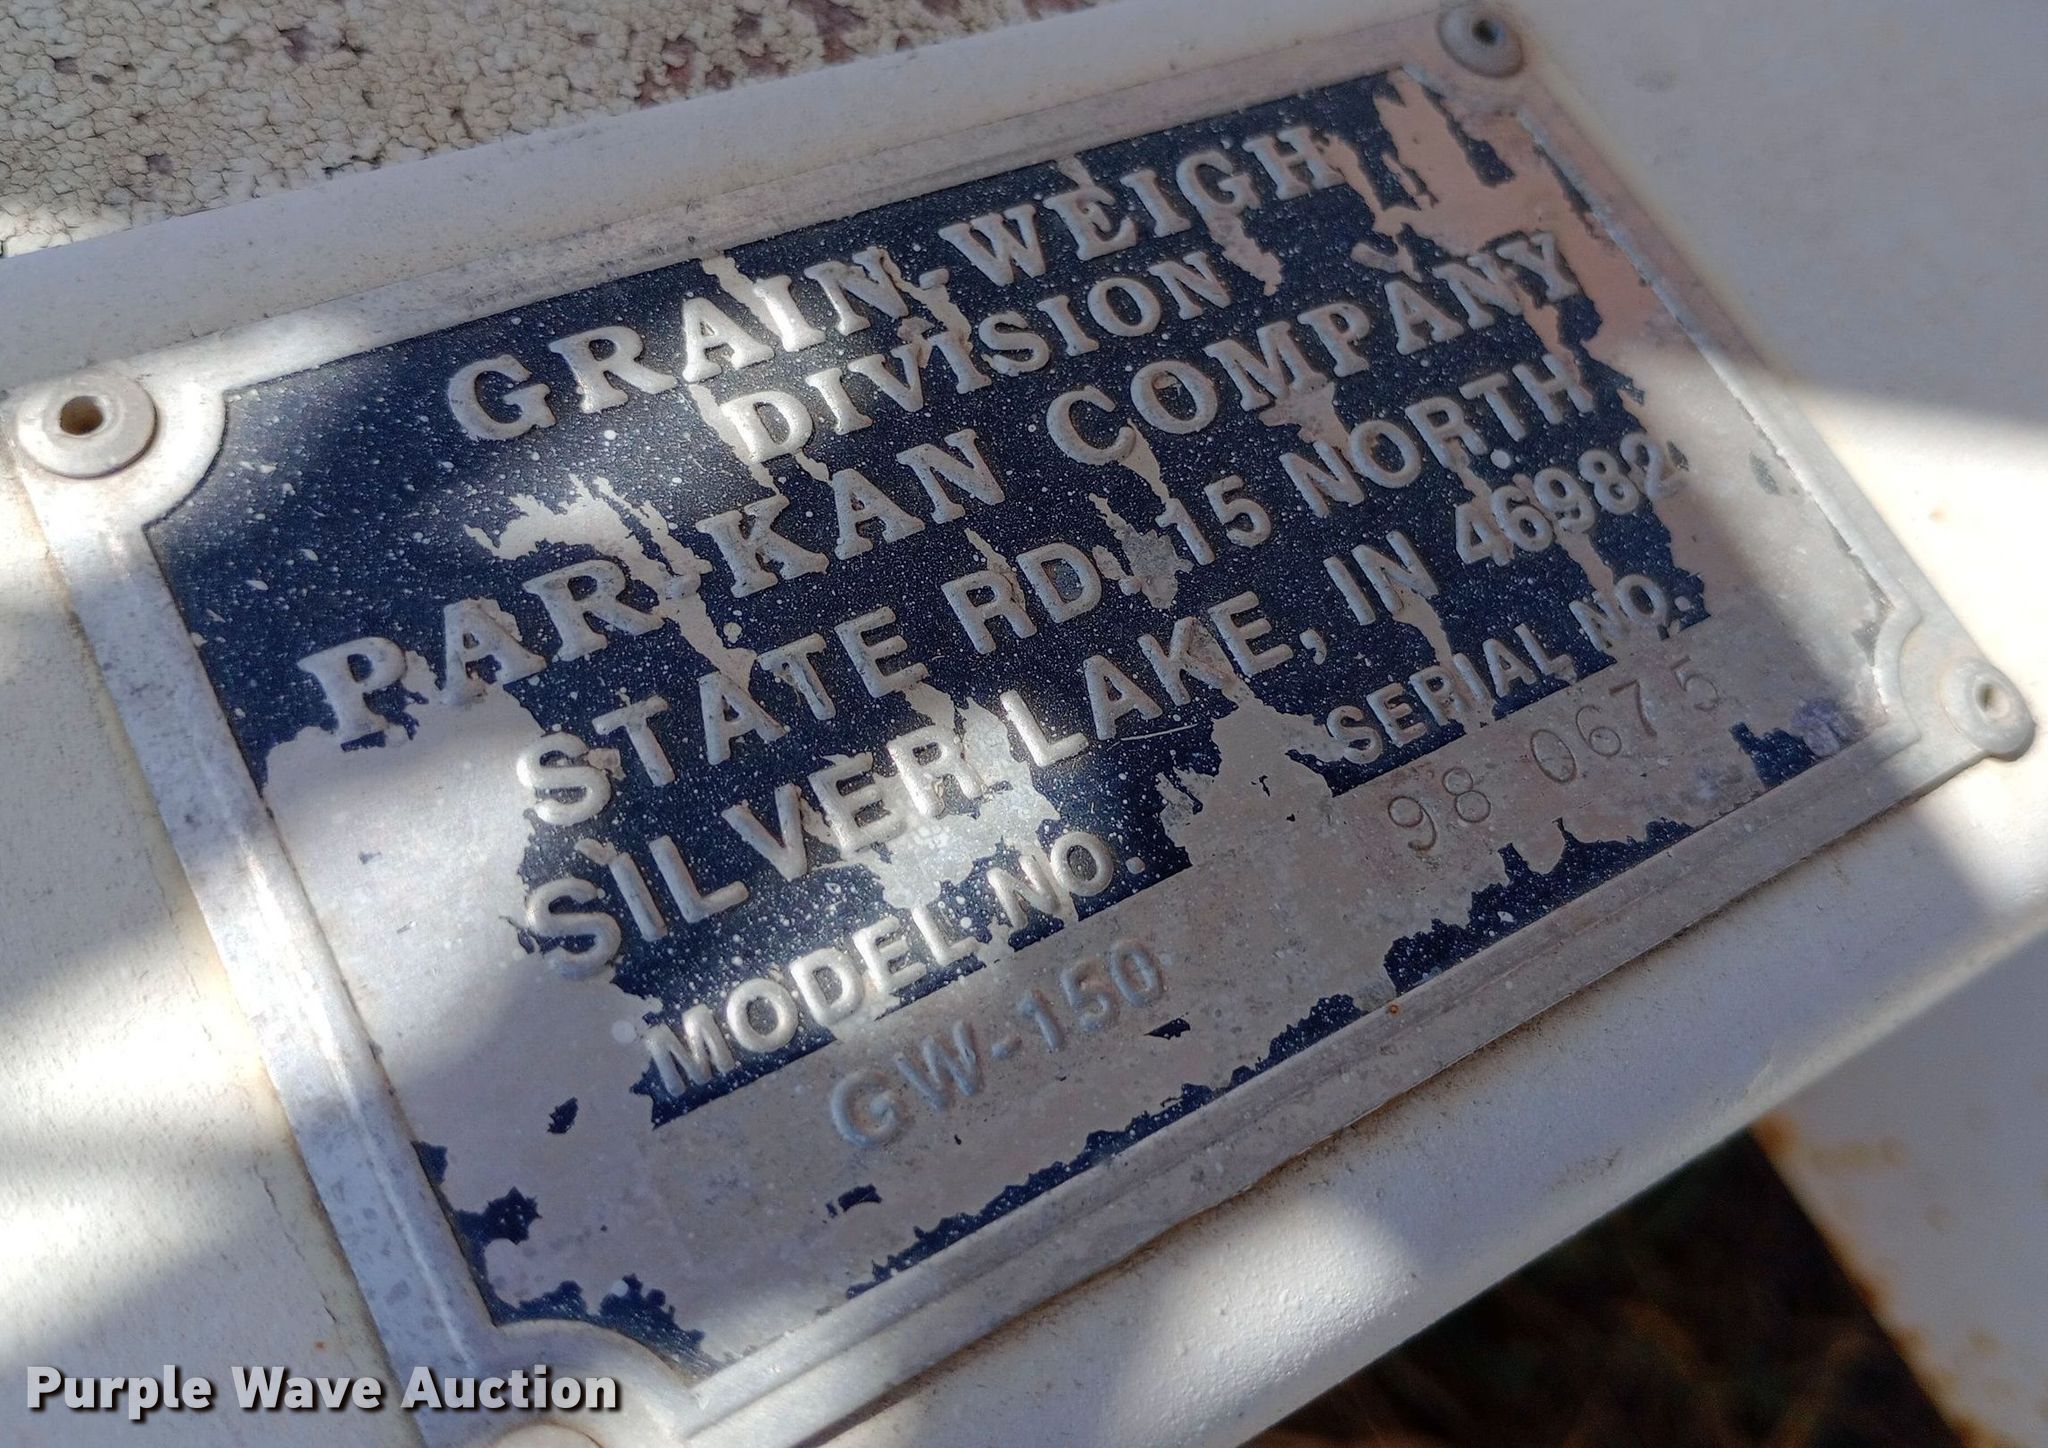 GRAIN-WEIGH
DIVISION
PAR-KAN COMPANY
STATE RD. 15 NORTH
SILVER LAKE, IN 46982
MODEL NO. SERIAL NO.
GW-150 98 0675
Purple Wave Auction